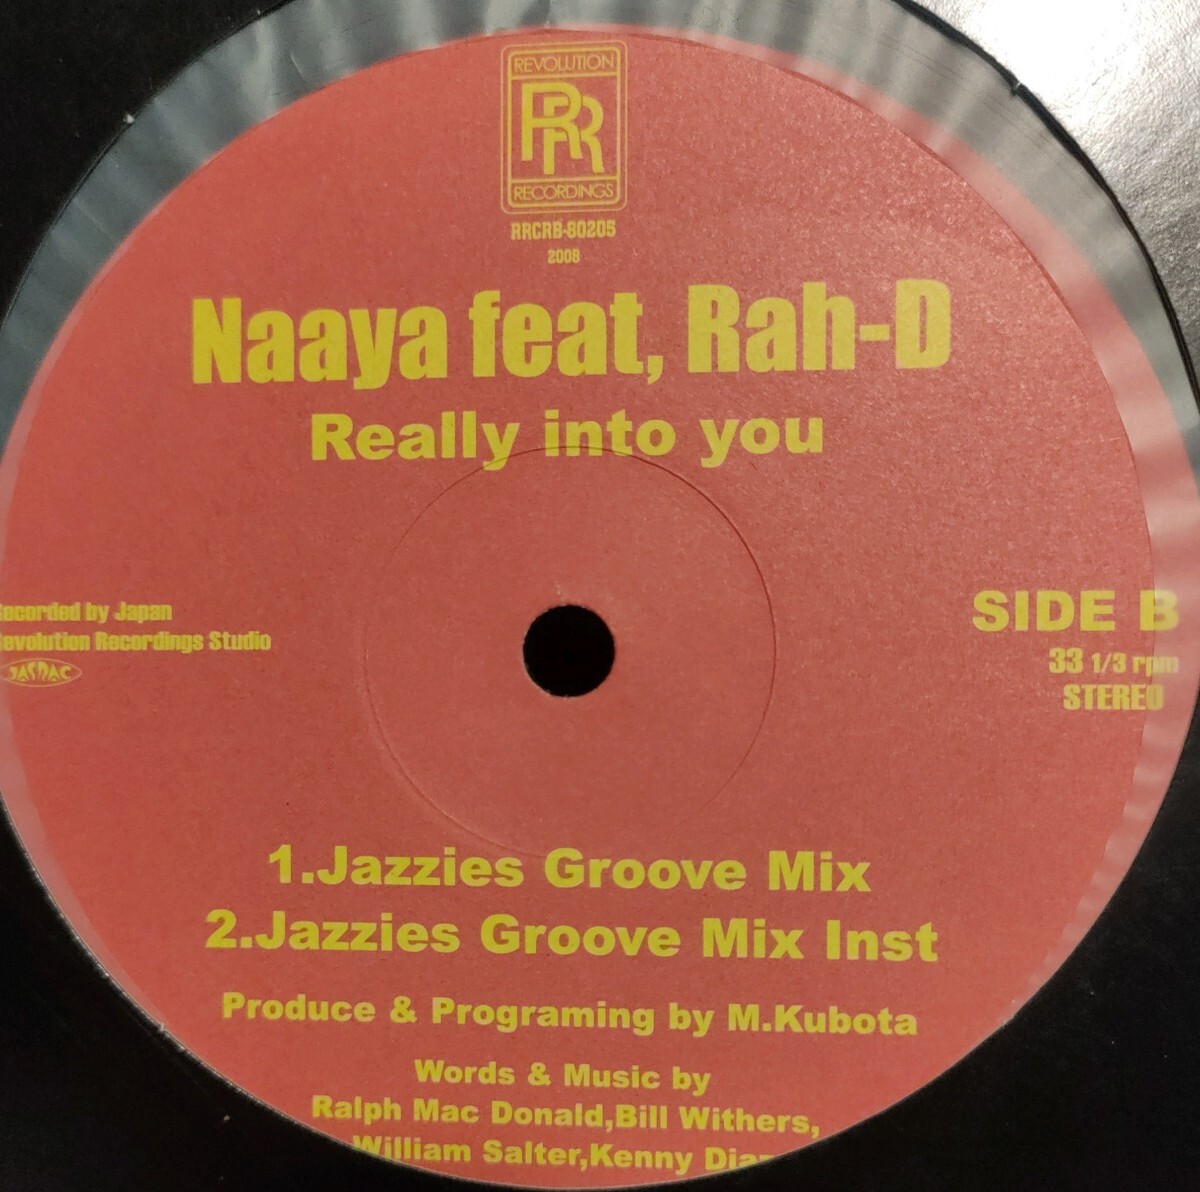 REVOLUTION
RR
RECORDINGS
RRCRB-80205
2008
Naaya feat, Rah-D
Really into you
Recorded by Japan
Revolution Recordings Studio
JASRAC
SIDE B
33 1/3 rpm
STEREO
1.Jazzies Groove Mix
2.Jazzies Groove Mix Inst
Produce & Programing by M.Kubota
Words & Music by
Ralph Mac Donald,Bill Withers,
William Salter,Kenny